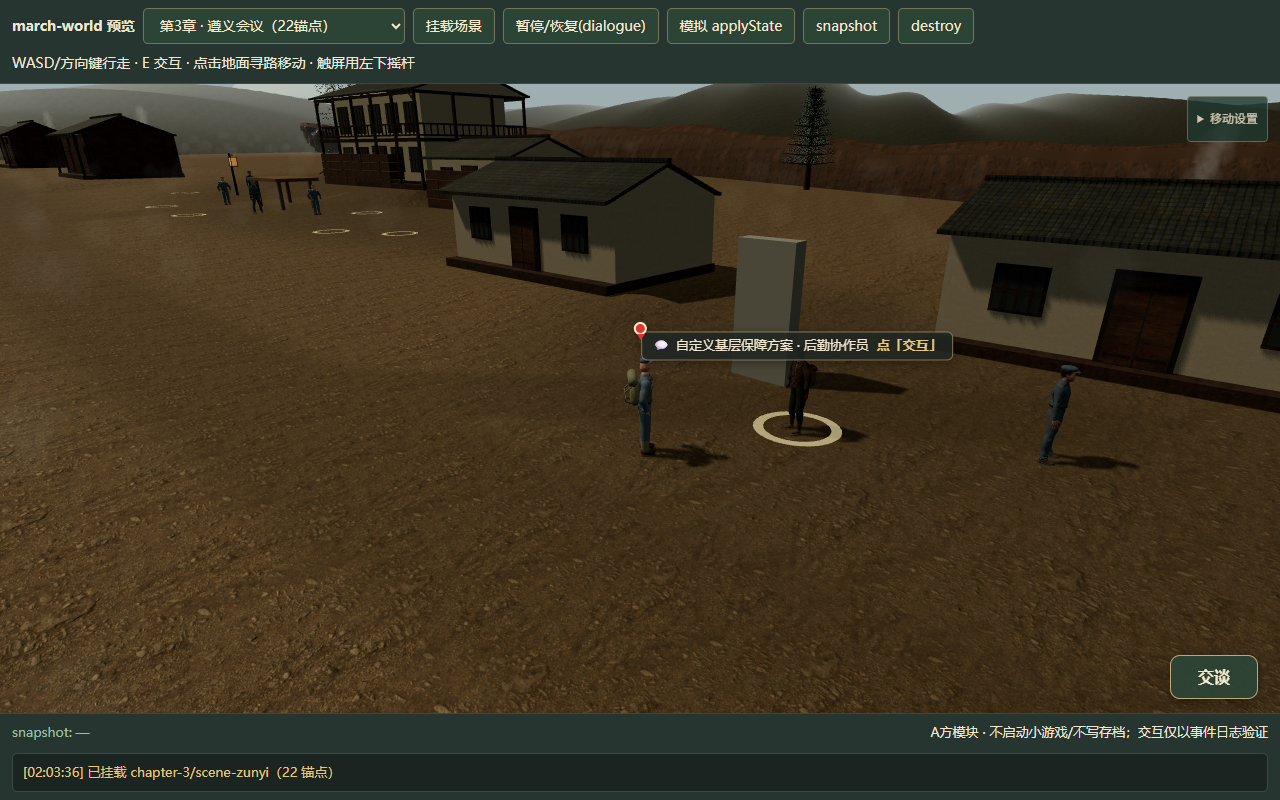 march-world 预览
第3章 · 遵义会议（22锚点）
挂载场景
暂停/恢复(dialogue)
模拟 applyState
snapshot
destroy
WASD/方向键行走 · E 交互 · 点击地面寻路移动 · 触屏用左下摇杆
▶ 移动设置
自定义基层保障方案 · 后勤协作员 点「交互」
交谈
snapshot: —
A方模块 · 不启动小游戏/不写存档；交互仅以事件日志验证
[02:03:36] 已挂载 chapter-3/scene-zunyi（22 锚点）